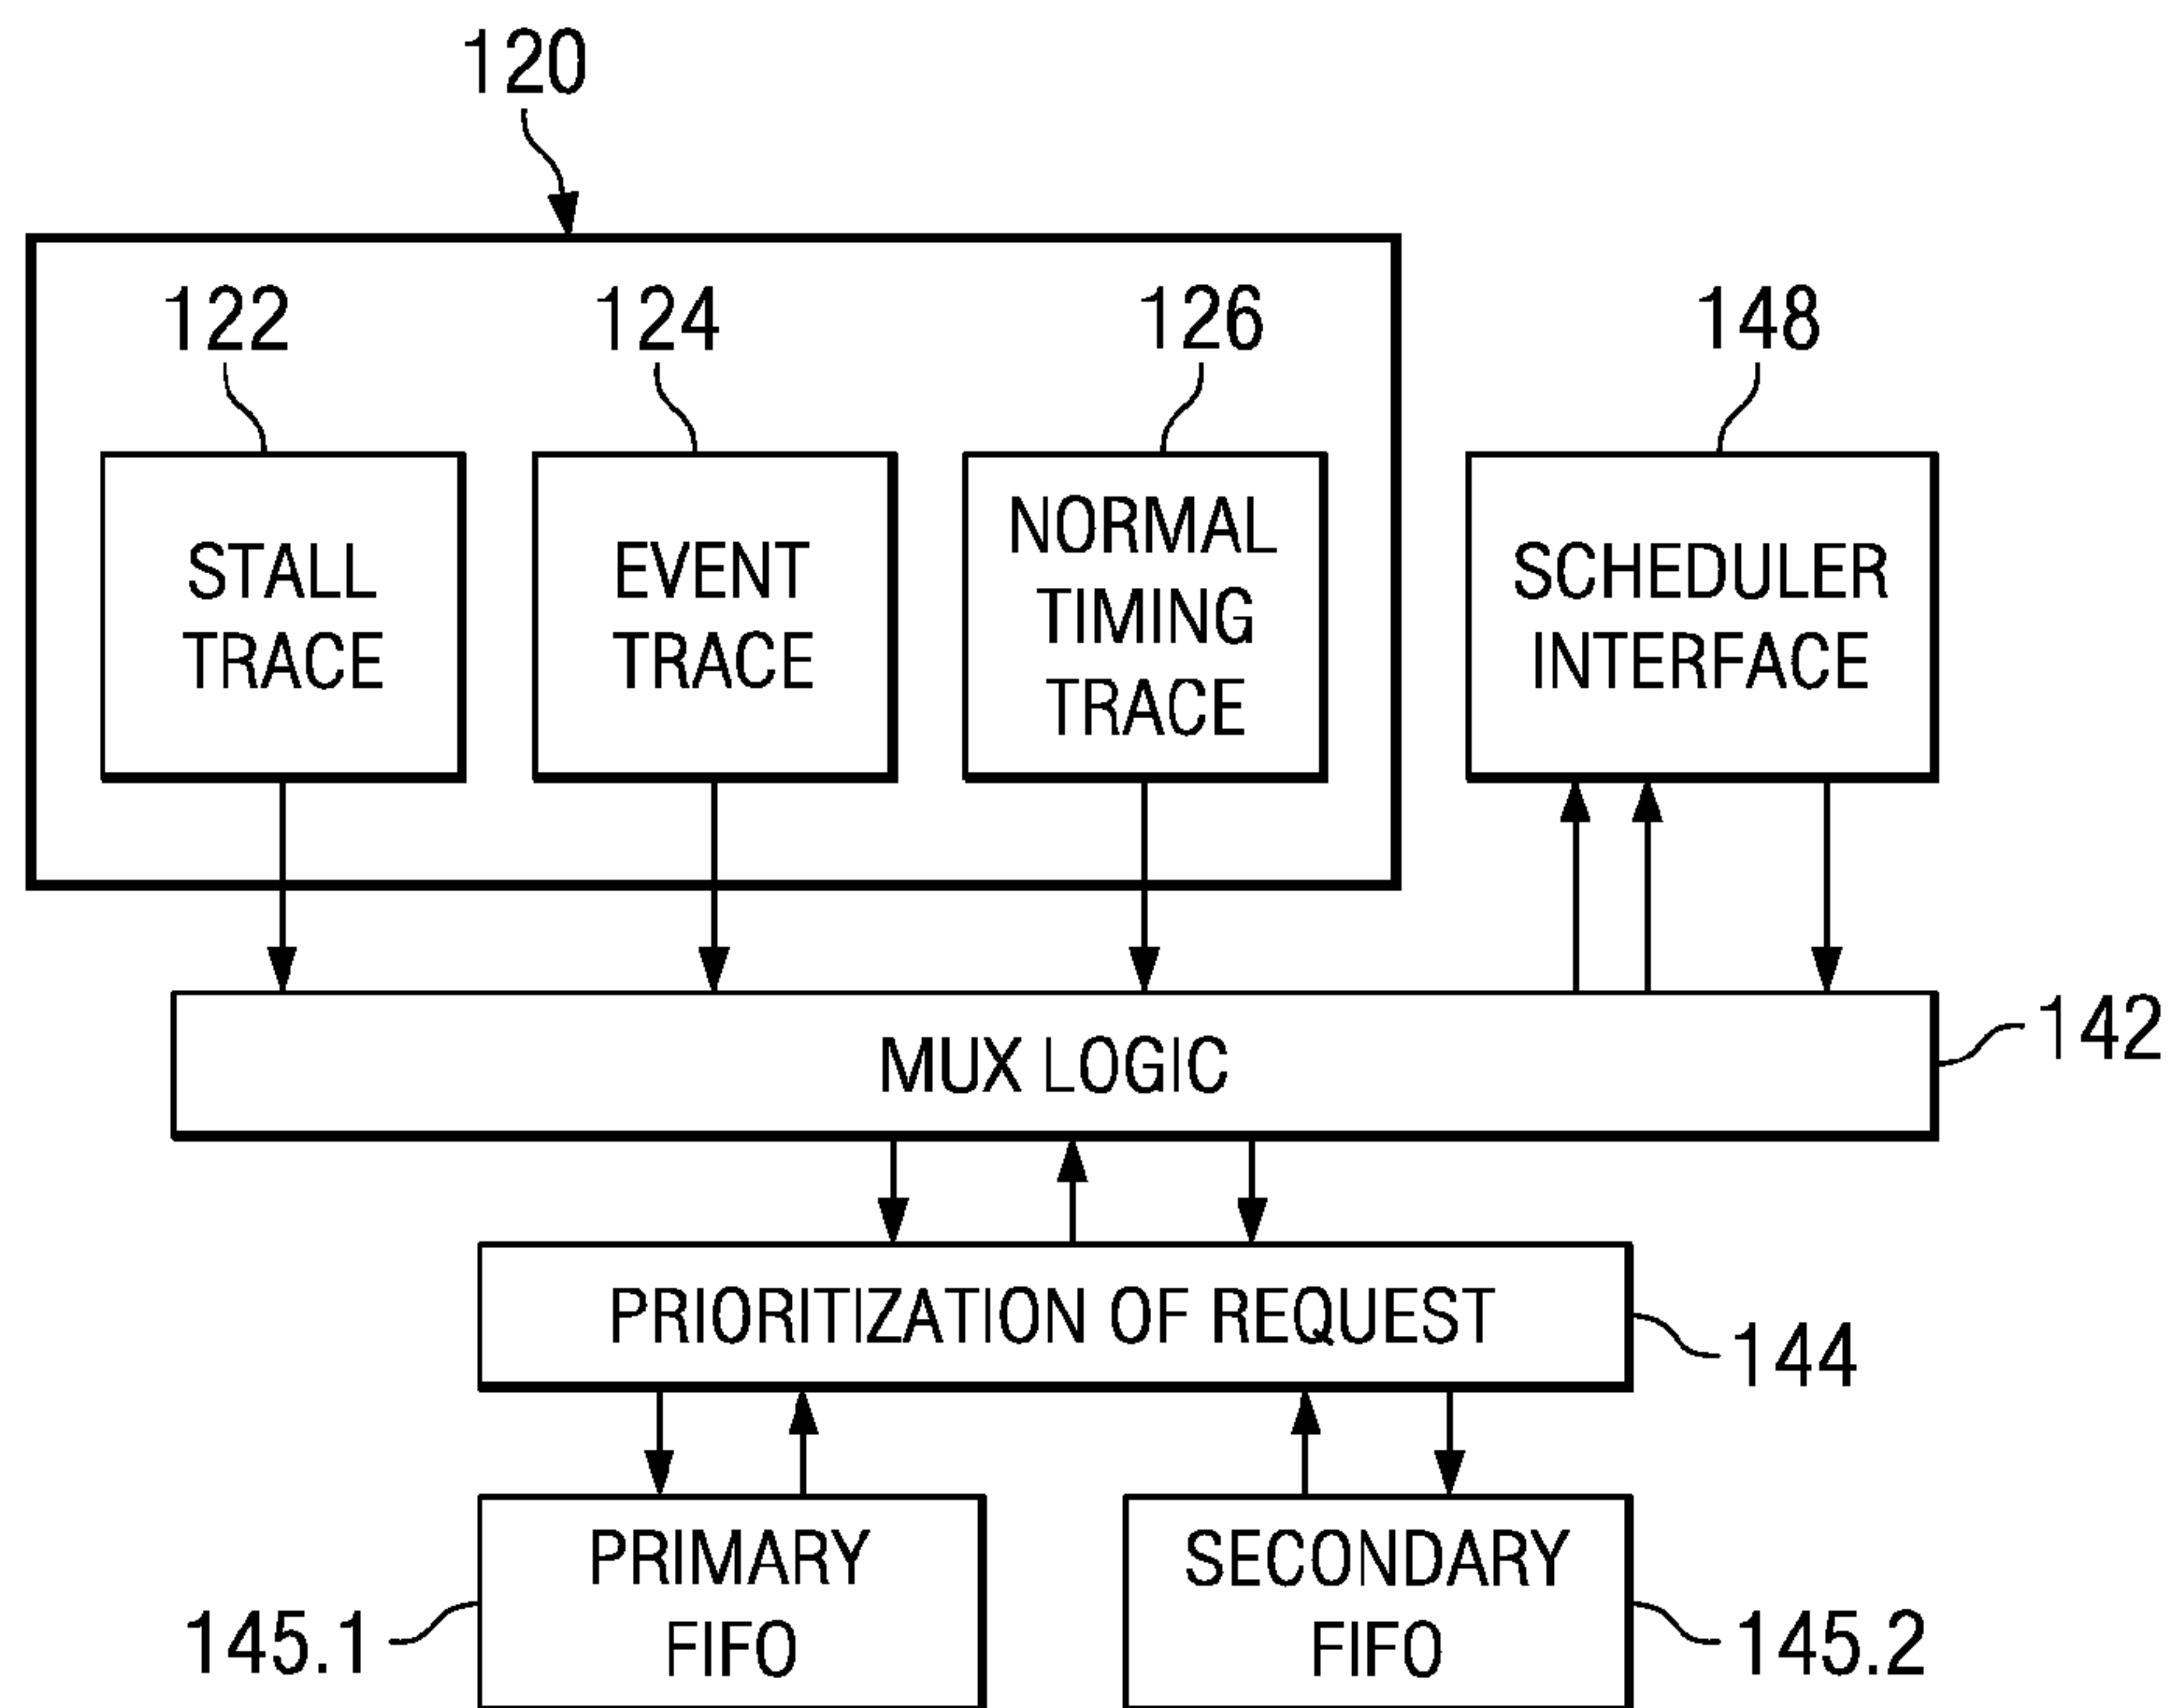 120
122
124
126
148
STALL
TRACE
EVENT
TRACE
NORMAL
TIMING
TRACE
SCHEDULER
INTERFACE
MUX LOGIC
142
PRIORITIZATION OF REQUEST
144
PRIMARY
FIFO
145.1
SECONDARY
FIFO
145.2